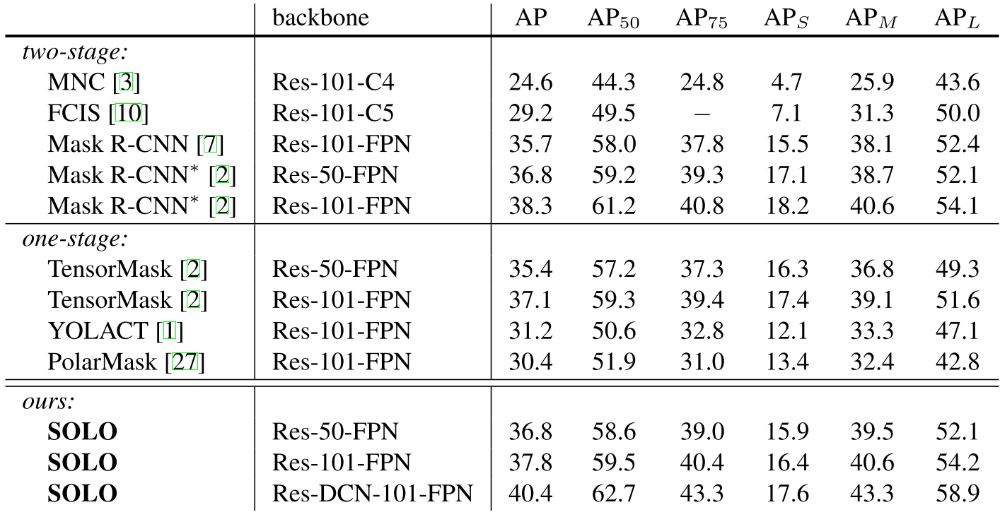 backbone AP AP50 AP75 APS APM APL
two-stage:
MNC [3] Res-101-C4 24.6 44.3 24.8 4.7 25.9 43.6
FCIS [10] Res-101-C5 29.2 49.5 – 7.1 31.3 50.0
Mask R-CNN [7] Res-101-FPN 35.7 58.0 37.8 15.5 38.1 52.4
Mask R-CNN* [2] Res-50-FPN 36.8 59.2 39.3 17.1 38.7 52.1
Mask R-CNN* [2] Res-101-FPN 38.3 61.2 40.8 18.2 40.6 54.1
one-stage:
TensorMask [2] Res-50-FPN 35.4 57.2 37.3 16.3 36.8 49.3
TensorMask [2] Res-101-FPN 37.1 59.3 39.4 17.4 39.1 51.6
YOLACT [1] Res-101-FPN 31.2 50.6 32.8 12.1 33.3 47.1
PolarMask [27] Res-101-FPN 30.4 51.9 31.0 13.4 32.4 42.8
ours:
SOLO Res-50-FPN 36.8 58.6 39.0 15.9 39.5 52.1
SOLO Res-101-FPN 37.8 59.5 40.4 16.4 40.6 54.2
SOLO Res-DCN-101-FPN 40.4 62.7 43.3 17.6 43.3 58.9